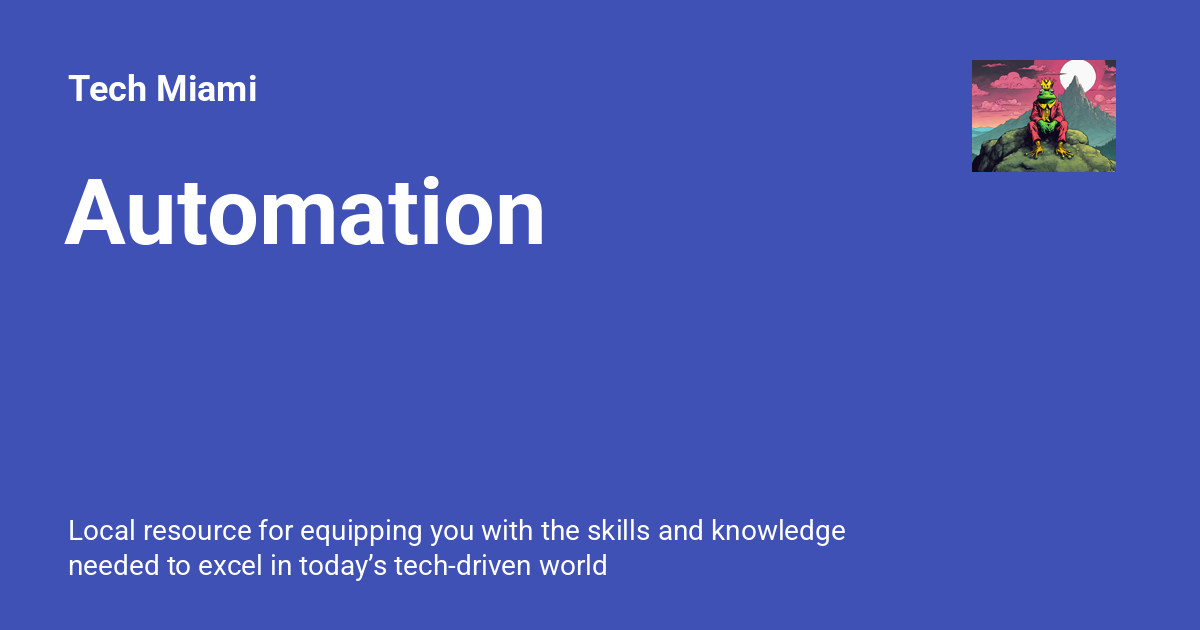 Tech Miami
Automation
Local resource for equipping you with the skills and knowledge
needed to excel in today’s tech-driven world